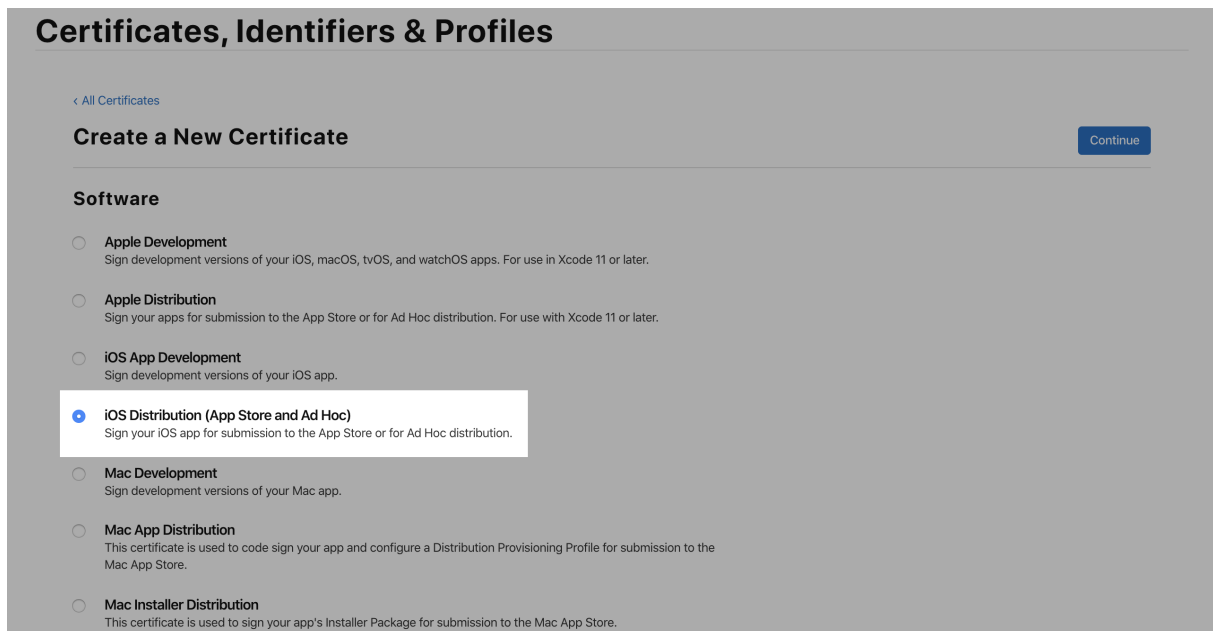 Certificates, Identifiers & Profiles
‹ All Certificates
Create a New Certificate
Continue
Software
Apple Development
Sign development versions of your iOS, macOS, tvOS, and watchOS apps. For use in Xcode 11 or later.
Apple Distribution
Sign your apps for submission to the App Store or for Ad Hoc distribution. For use with Xcode 11 or later.
iOS App Development
Sign development versions of your iOS app.
iOS Distribution (App Store and Ad Hoc)
Sign your iOS app for submission to the App Store or for Ad Hoc distribution.
Mac Development
Sign development versions of your Mac app.
Mac App Distribution
This certificate is used to code sign your app and configure a Distribution Provisioning Profile for submission to the
Mac App Store.
Mac Installer Distribution
This certificate is used to sign your app's Installer Package for submission to the Mac App Store.